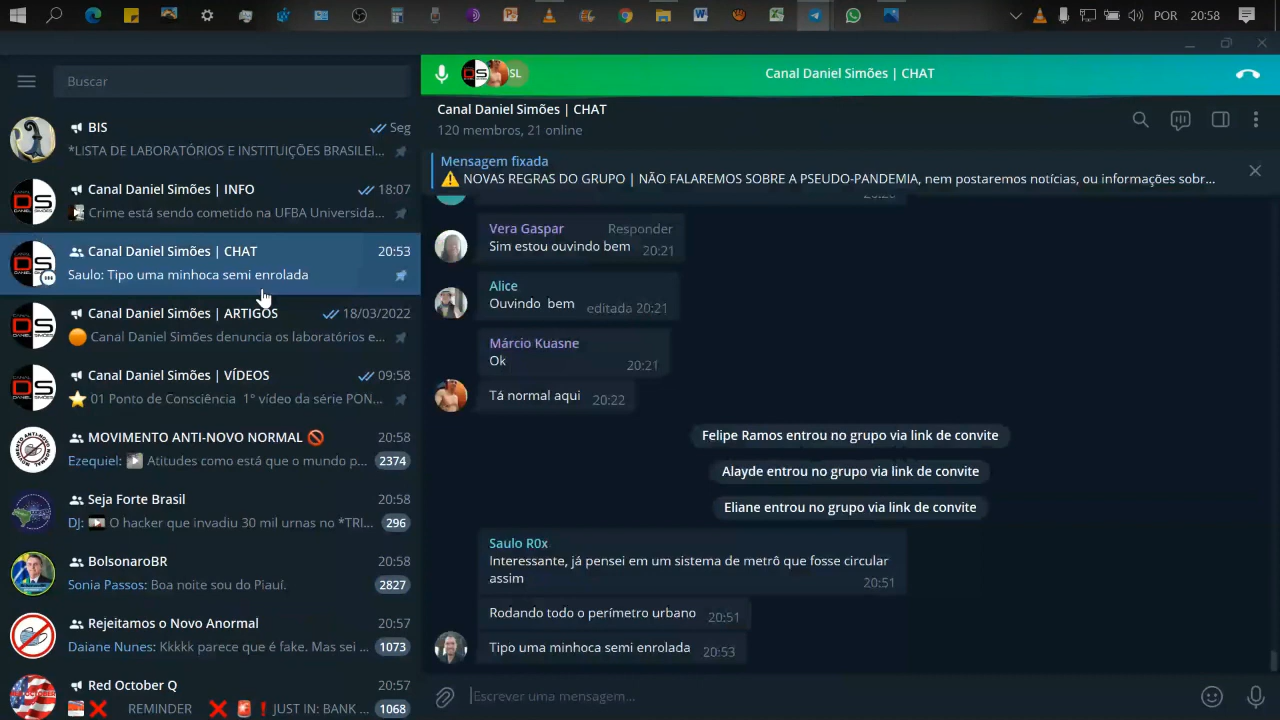 POR
20:58
Buscar
BIS
Seg
*LISTA DE LABORATÓRIOS E INSTITUIÇÕES BRASILEI...
Canal Daniel Simões | INFO
18:07
Crime está sendo cometido na UFBA Universida...
Canal Daniel Simões | CHAT
20:53
Saulo: Tipo uma minhoca semi enrolada
Canal Daniel Simões | ARTIGOS
18/03/2022
Canal Daniel Simões denuncia os laboratórios e...
Canal Daniel Simões | VÍDEOS
09:58
01 Ponto de Consciência 1° vídeo da série PON...
MOVIMENTO ANTI-NOVO NORMAL
20:58
Ezequiel: Atitudes como está que o mundo p...
2374
Seja Forte Brasil
20:58
DJ: O hacker que invadiu 30 mil urnas no *TRI...
296
BolsonaroBR
20:58
Sonia Passos: Boa noite sou do Piauí.
2827
Rejeitamos o Novo Anormal
20:57
Daiane Nunes: Kkkkk parece que é fake. Mas sei ...
1073
Red October Q
20:57
REMINDER JUST IN: BANK ...
1068
SL
Canal Daniel Simões | CHAT
Canal Daniel Simões | CHAT
120 membros, 21 online
Mensagem fixada
NOVAS REGRAS DO GRUPO | NÃO FALAREMOS SOBRE A PSEUDO-PANDEMIA, nem postaremos notícias, ou informações sobr...
Vera Gaspar
Responder
Sim estou ouvindo bem
20:21
Alice
Ouvindo bem
editada 20:21
Márcio Kuasne
Ok
20:21
Tá normal aqui
20:22
Felipe Ramos entrou no grupo via link de convite
Alayde entrou no grupo via link de convite
Eliane entrou no grupo via link de convite
Saulo R0x
Interessante, já pensei em um sistema de metrô que fosse circular
assim
20:51
Rodando todo o perímetro urbano
20:51
Tipo uma minhoca semi enrolada
20:53
Escrever uma mensagem...